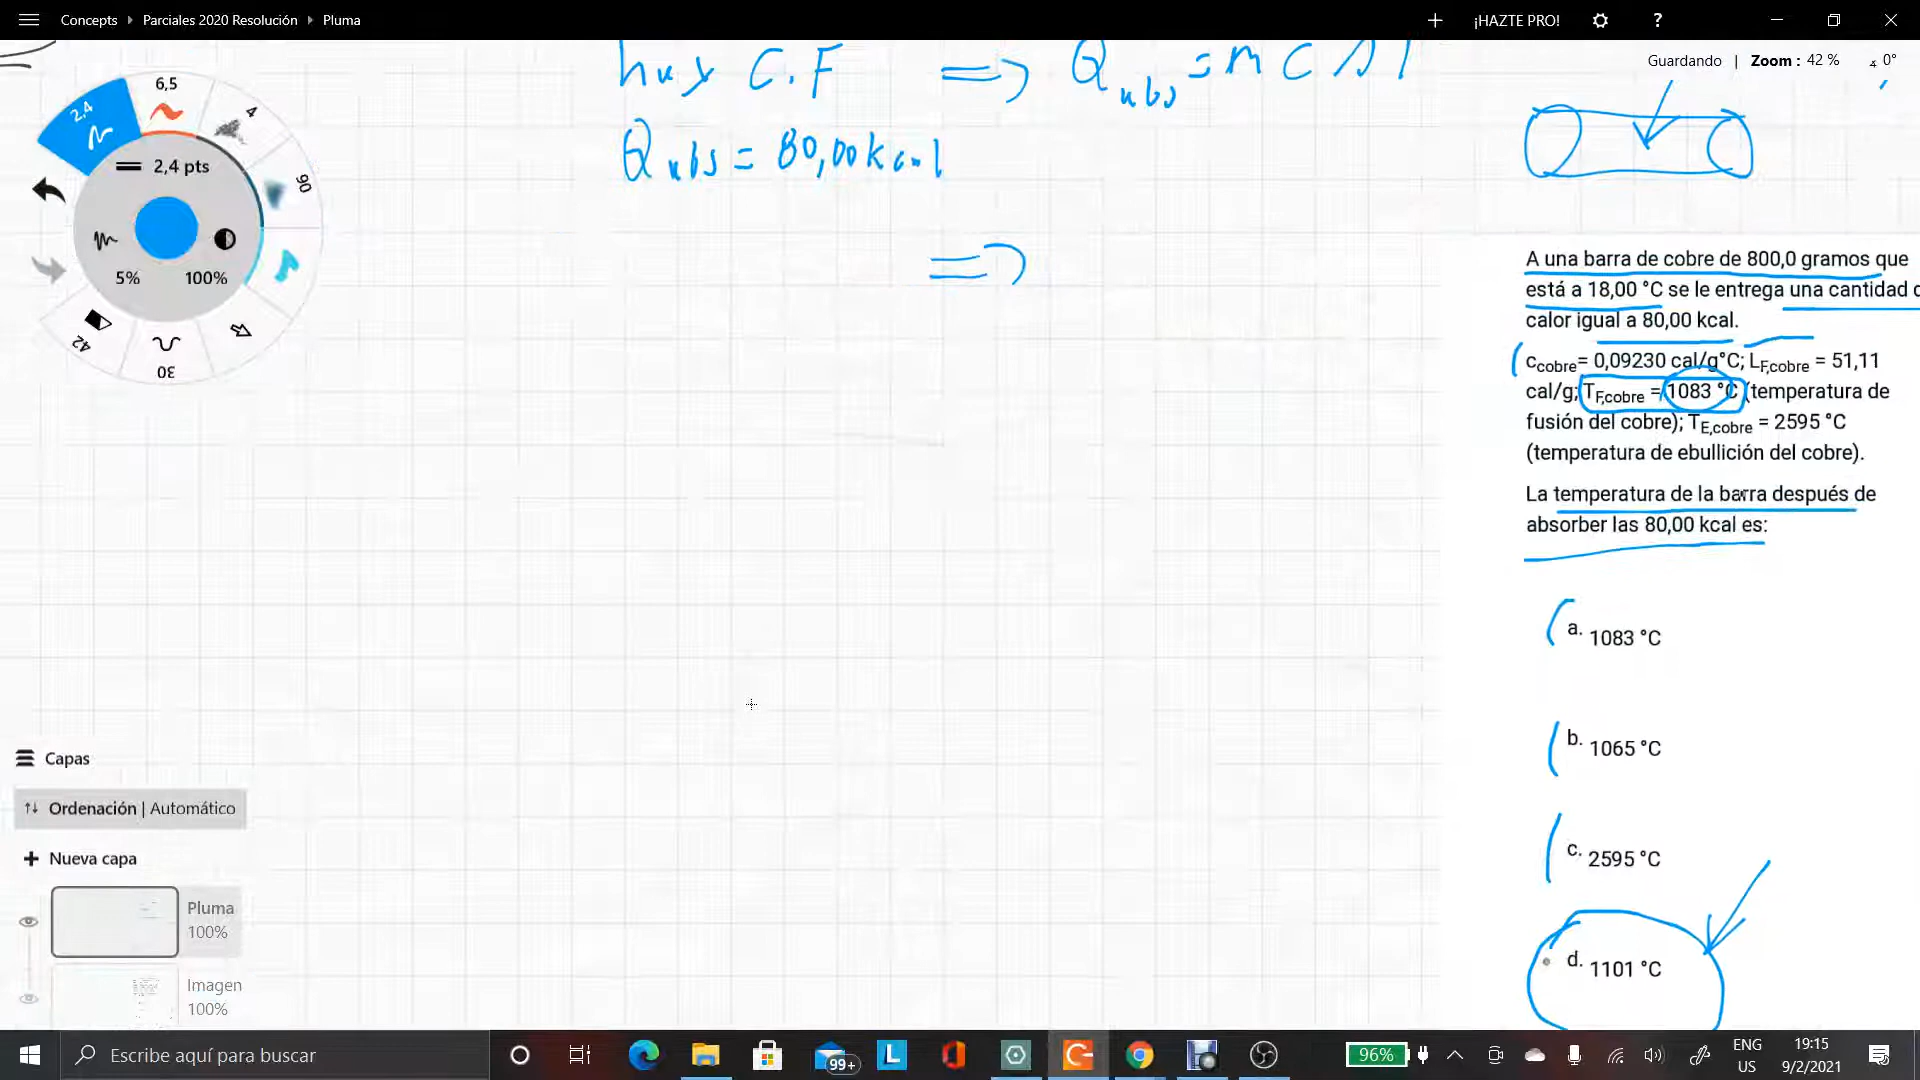 Concepts ▸ Parciales 2020 Resolución ▸ Pluma
¡HAZTE PRO!
?
Guardando | Zoom : 42 % 0°
2,4
6,5
4
90
2,4 pts
5% 100%
42
30
hay C.F => Q abs = m C ΔT
Q abs = 80,00 kcal
=>
A una barra de cobre de 800,0 gramos que
está a 18,00 °C se le entrega una cantidad
calor igual a 80,00 kcal.
c cobre = 0,09230 cal/g°C; L F,cobre = 51,11
cal/g; T F,cobre = 1083 °C (temperatura de
fusión del cobre); T E,cobre = 2595 °C
(temperatura de ebullición del cobre).
La temperatura de la barra después de
absorber las 80,00 kcal es:
a. 1083 °C
b. 1065 °C
c. 2595 °C
d. 1101 °C
Capas
Ordenación | Automático
+ Nueva capa
Pluma
100%
Imagen
100%
Escribe aquí para buscar
99+
L
96%
ENG
US
19:15
9/2/2021